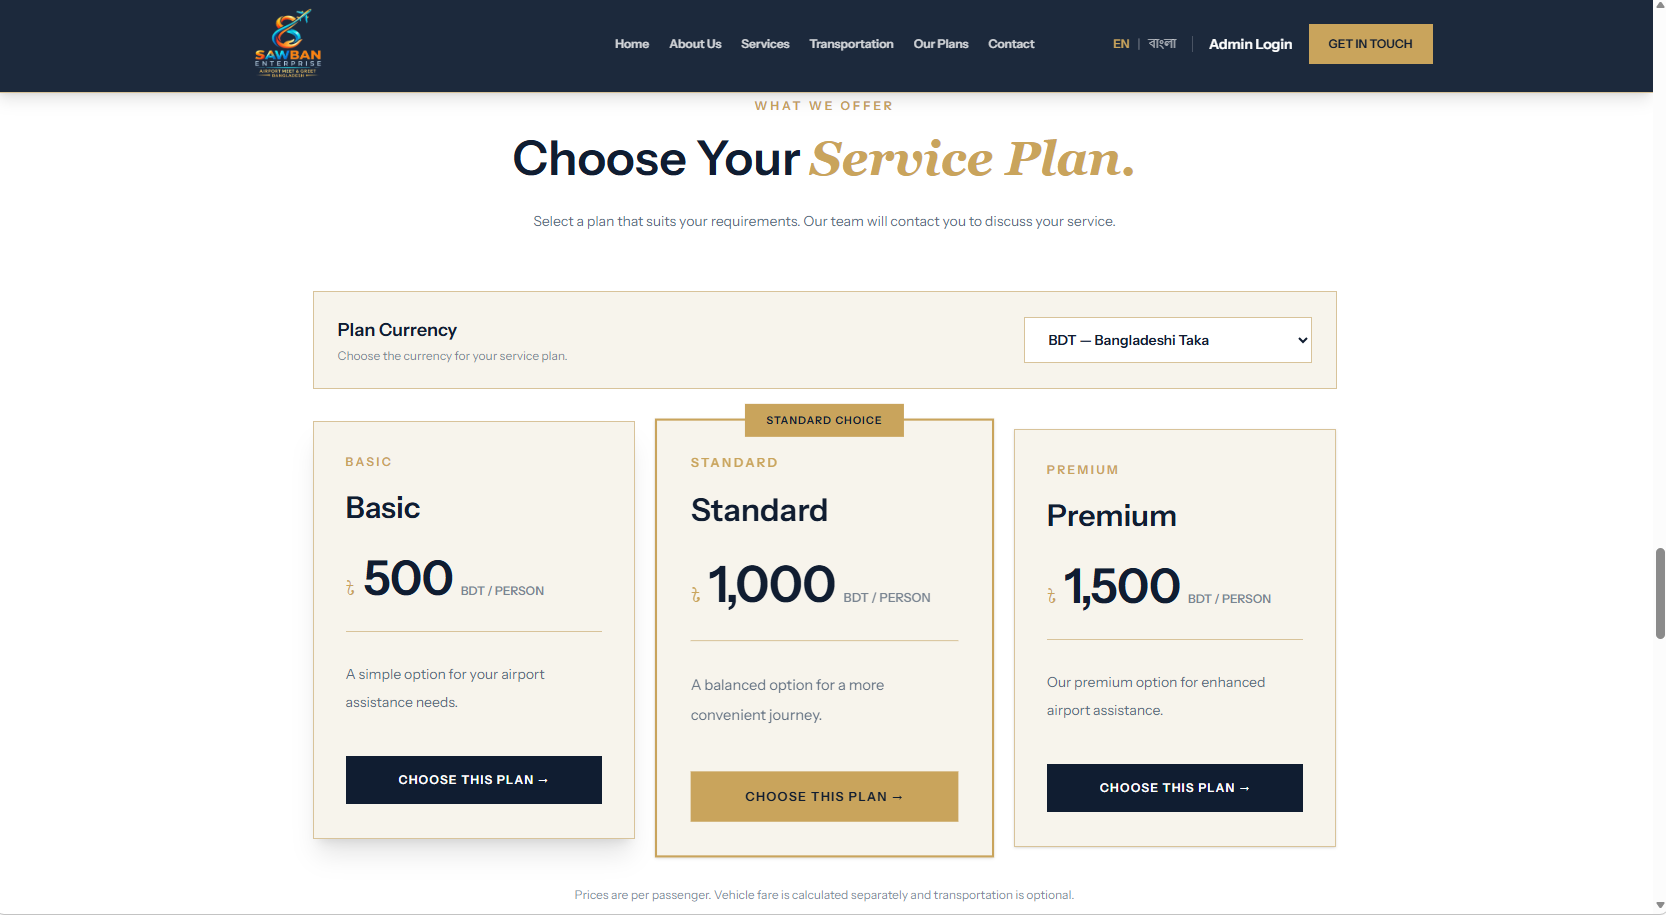 SAWBAN
ENTERPRISE
AIRPORT MEET & GREET
BANGLADESH
Home
About Us
Services
Transportation
Our Plans
Contact
EN | বাংলা
Admin Login
GET IN TOUCH
WHAT WE OFFER
Choose Your Service Plan.
Select a plan that suits your requirements. Our team will contact you to discuss your service.
Plan Currency
Choose the currency for your service plan.
BDT — Bangladeshi Taka
BASIC
Basic
৳ 500 BDT / PERSON
A simple option for your airport
assistance needs.
CHOOSE THIS PLAN →
STANDARD CHOICE
STANDARD
Standard
৳ 1,000 BDT / PERSON
A balanced option for a more
convenient journey.
CHOOSE THIS PLAN →
PREMIUM
Premium
৳ 1,500 BDT / PERSON
Our premium option for enhanced
airport assistance.
CHOOSE THIS PLAN →
Prices are per passenger. Vehicle fare is calculated separately and transportation is optional.